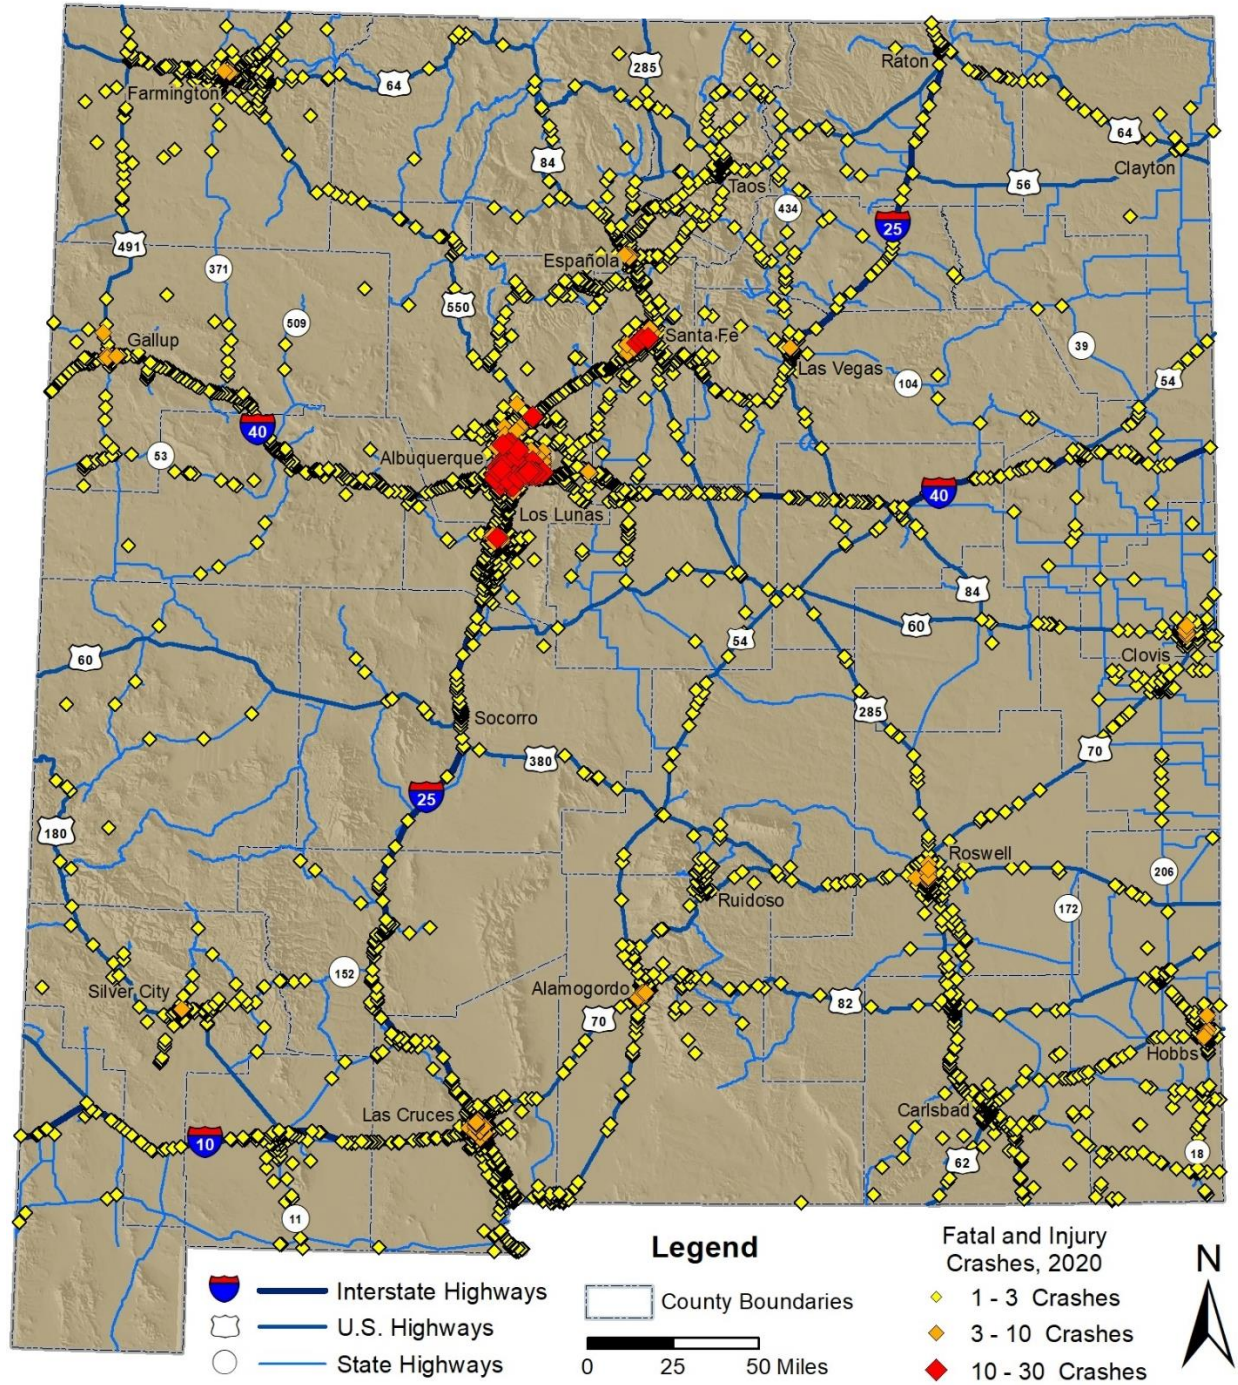 Raton
285
64
Farmington
64
Clayton
84
56
Taos
434
25
491
371
Española
550
509
Gallup
Santa Fe
39
Las Vegas
54
104
40
53
Albuquerque
40
Los Lunas
84
60
54
Clovis
60
285
Socorro
70
380
25
180
Roswell
206
Ruidoso
172
152
Silver City
Alamogordo
82
70
Hobbs
Las Cruces
Carlsbad
10
62
18
11
Legend
Interstate Highways
U.S. Highways
State Highways
County Boundaries
0 25 50 Miles
Fatal and Injury
Crashes, 2020
1 - 3 Crashes
3 - 10 Crashes
10 - 30 Crashes
N